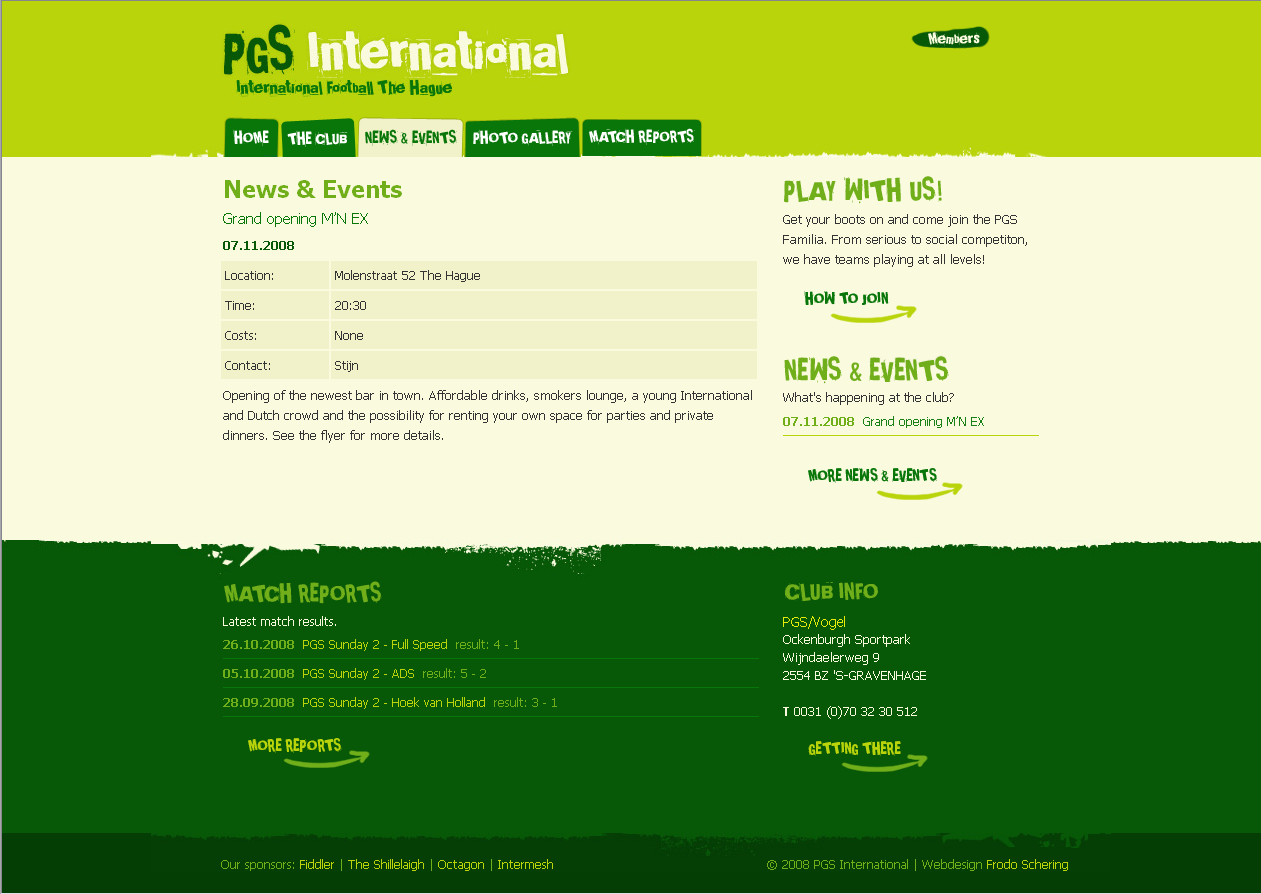 PGS International
International Football The Hague
Members
HOME THE CLUB NEWS & EVENTS PHOTO GALLERY MATCH REPORTS
News & Events
Grand opening M'N EX
07.11.2008
Location: Molenstraat 52 The Hague
Time: 20:30
Costs: None
Contact: Stijn
Opening of the newest bar in town. Affordable drinks, smokers lounge, a young International
and Dutch crowd and the possibility for renting your own space for parties and private
dinners. See the flyer for more details.
PLAY WITH US!
Get your boots on and come join the PGS
Familia. From serious to social competiton,
we have teams playing at all levels!
HOW TO JOIN
NEWS & EVENTS
What's happening at the club?
07.11.2008 Grand opening M'N EX
MORE NEWS & EVENTS
MATCH REPORTS
Latest match results.
26.10.2008 PGS Sunday 2 - Full Speed result: 4 - 1
05.10.2008 PGS Sunday 2 - ADS result: 5 - 2
28.09.2008 PGS Sunday 2 - Hoek van Holland result: 3 - 1
MORE REPORTS
CLUB INFO
PGS/Vogel
Ockenburgh Sportpark
Wijndaelerweg 9
2554 BZ 'S-GRAVENHAGE
T 0031 (0)70 32 30 512
GETTING THERE
Our sponsors: Fiddler | The Shillelaigh | Octagon | Intermesh
© 2008 PGS International | Webdesign Frodo Schering